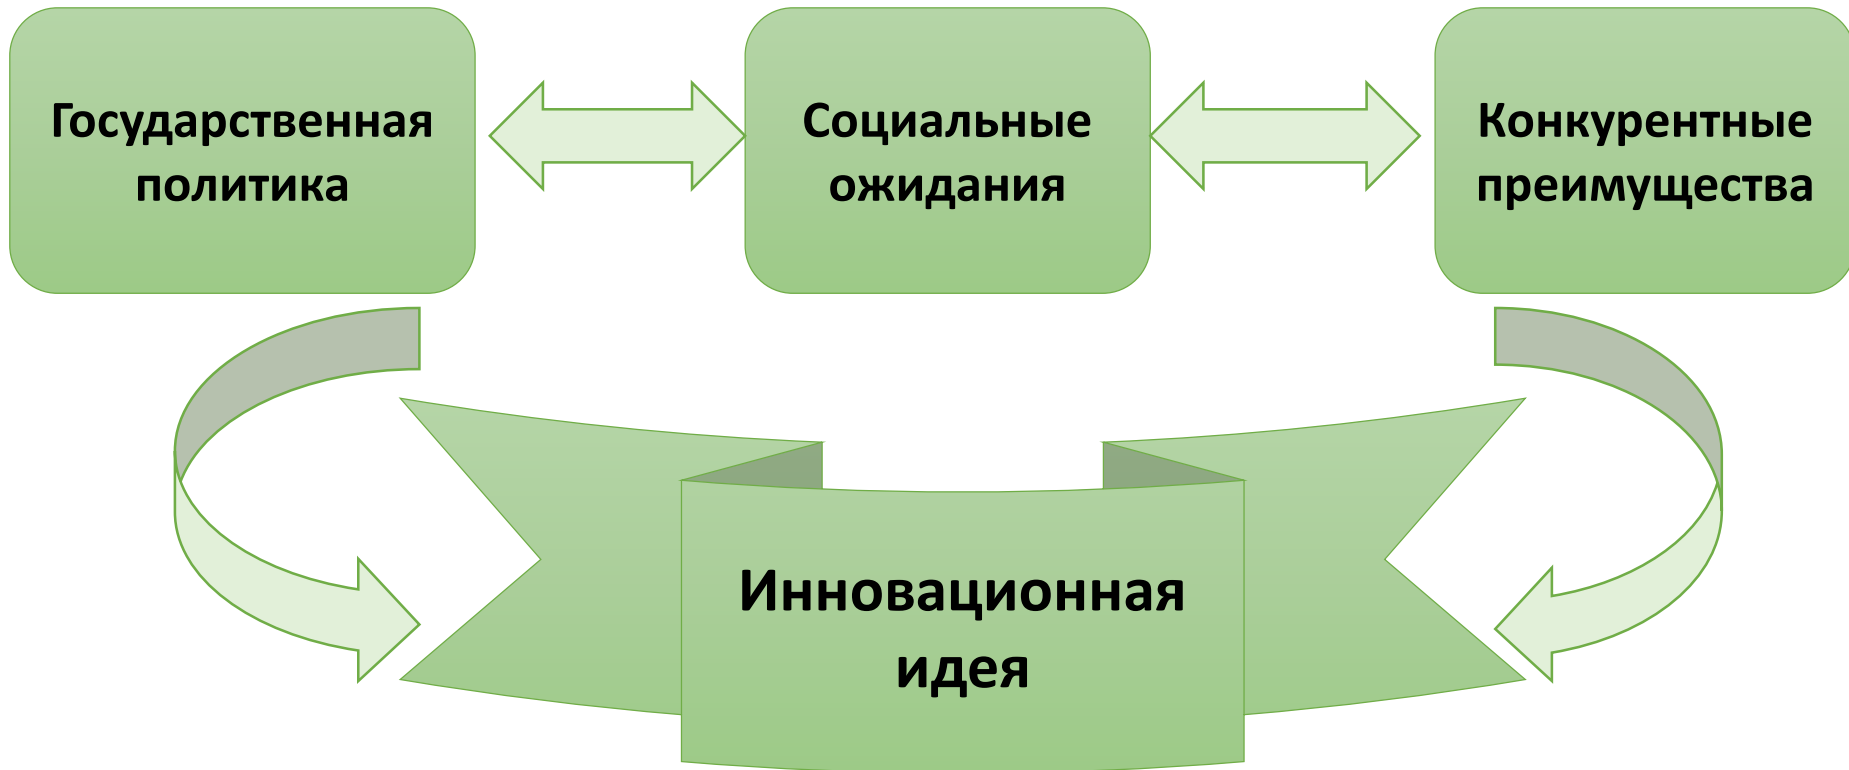 Государственная
политика
Социальные
ожидания
Конкурентные
преимущества
Инновационная
идея